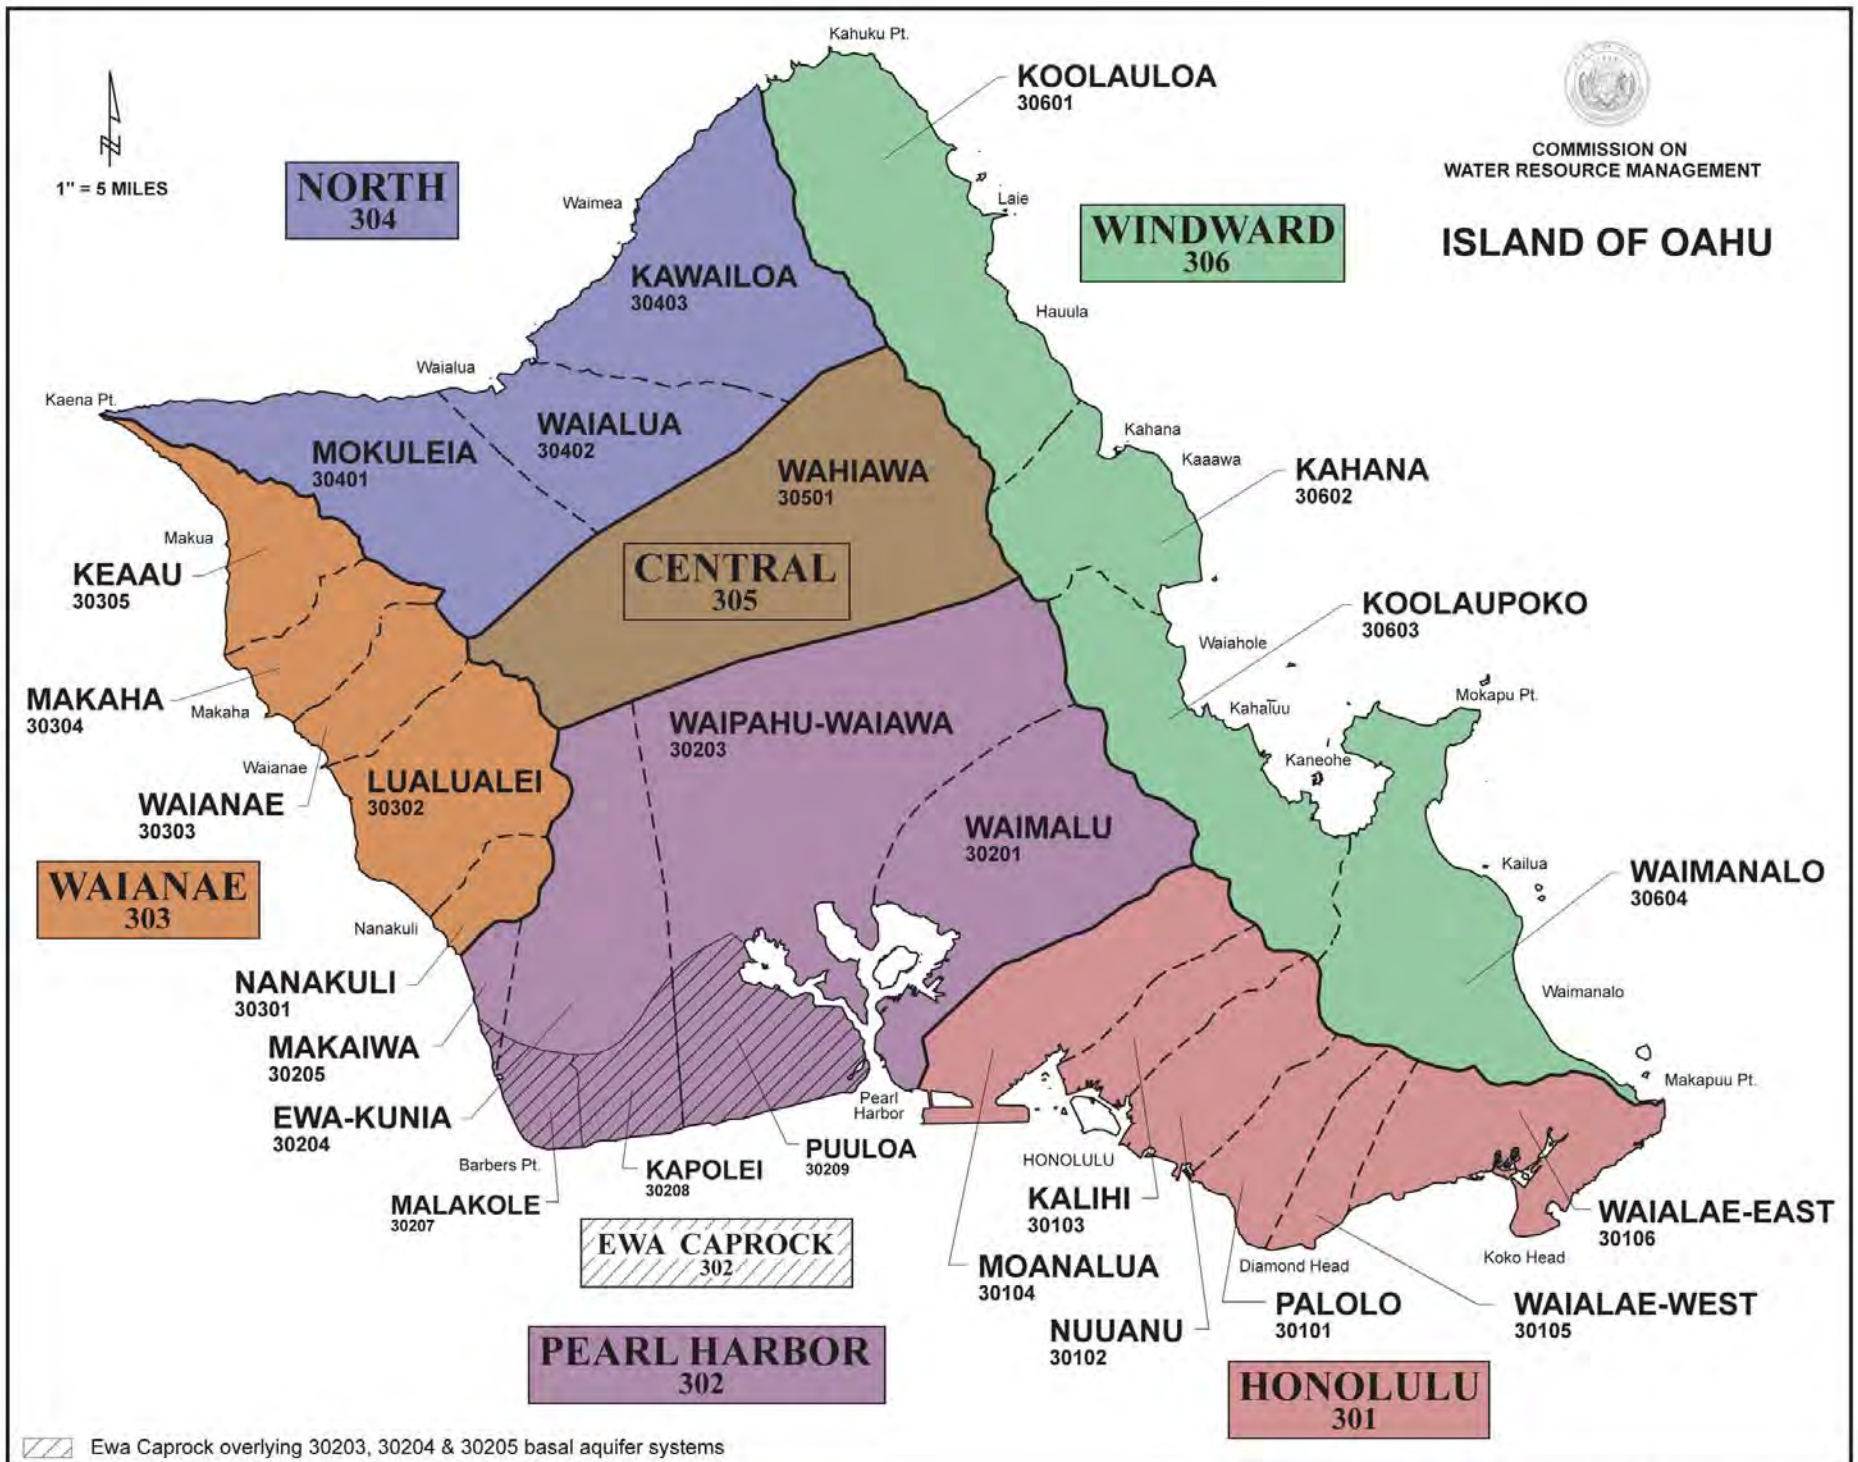 Kahuku Pt.
KOOLAULOA
30601
COMMISSION ON
WATER RESOURCE MANAGEMENT
ISLAND OF OAHU
N
1" = 5 MILES
NORTH
304
Waimea
Laie
WINDWARD
306
KAWAILOA
30403
Hauula
Waialua
Kaena Pt.
WAIALUA
30402
MOKULEIA
30401
WAHIAWA
30501
Kahana
Kaaawa
KAHANA
30602
Makua
KEAAU
30305
CENTRAL
305
KOOLAUPOKO
30603
Waiahole
MAKAHA
30304
Makaha
Mokapu Pt.
Kahaluu
WAIPAHU-WAIAWA
30203
Waianae
Kaneohe
LUALUALEI
30302
WAIANAE
30303
WAIMALU
30201
Kailua
WAIMANALO
30604
WAIANAE
303
Nanakuli
NANAKULI
30301
Waimanalo
MAKAIWA
30205
Makapuu Pt.
EWA-KUNIA
30204
Pearl
Harbor
Barbers Pt.
PUULOA
30209
KAPOLEI
30208
HONOLULU
MALAKOLE
30207
KALIHI
30103
WAIALAE-EAST
30106
EWA CAPROCK
302
MOANALUA
30104
Diamond Head
Koko Head
PALOLO
30101
WAIALAE-WEST
30105
NUUANU
30102
PEARL HARBOR
302
HONOLULU
301
Ewa Caprock overlying 30203, 30204 & 30205 basal aquifer systems